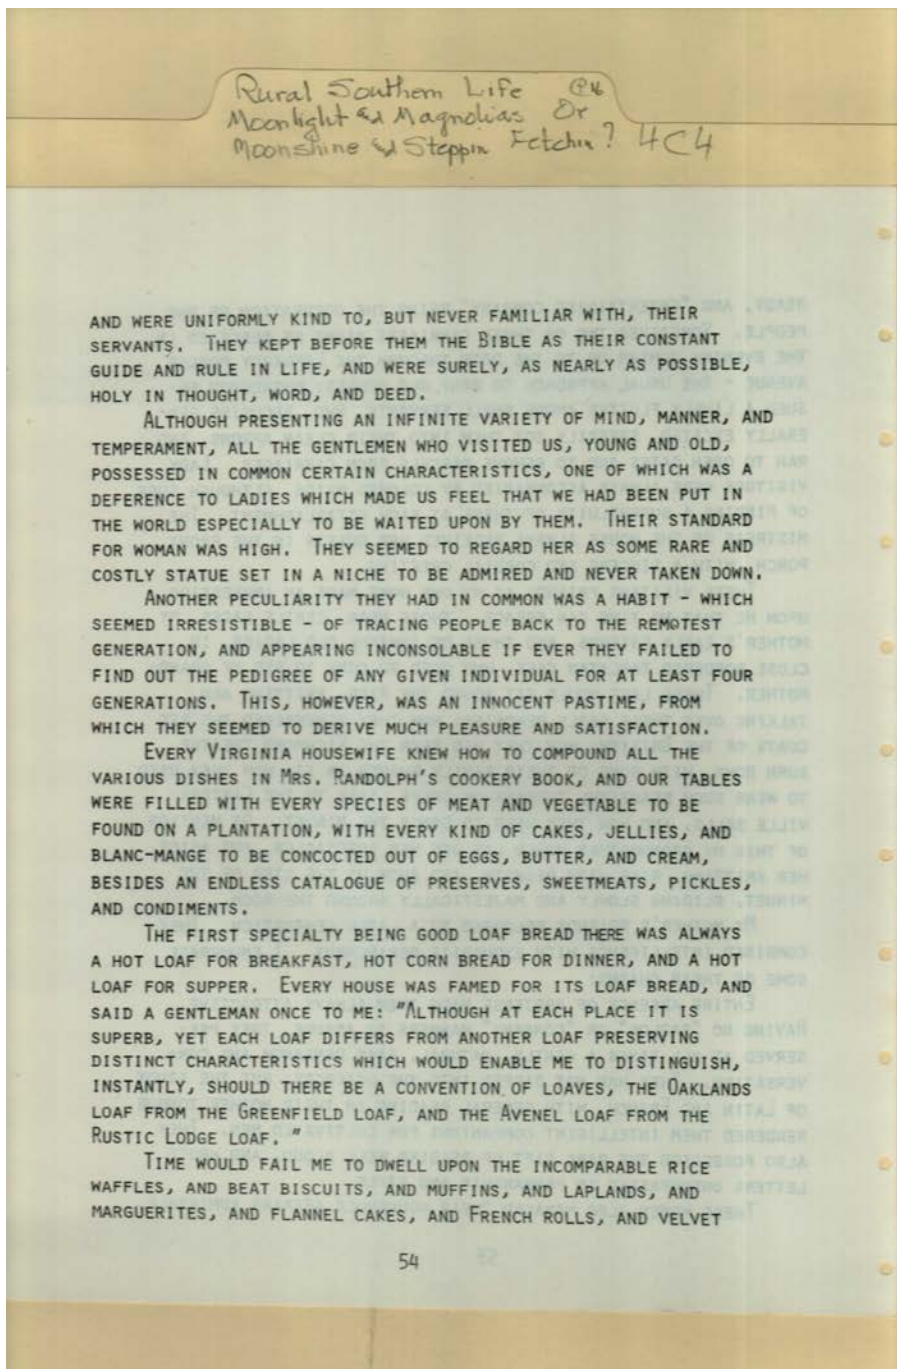 Rural Southern Life
Moonlight & Magnolias Or
Moonshine & Steppin Fetchin? 4C4
AND WERE UNIFORMLY KIND TO, BUT NEVER FAMILIAR WITH, THEIR
SERVANTS. THEY KEPT BEFORE THEM THE BIBLE AS THEIR CONSTANT
GUIDE AND RULE IN LIFE, AND WERE SURELY, AS NEARLY AS POSSIBLE,
HOLY IN THOUGHT, WORD, AND DEED.
ALTHOUGH PRESENTING AN INFINITE VARIETY OF MIND, MANNER, AND
TEMPERAMENT, ALL THE GENTLEMEN WHO VISITED US, YOUNG AND OLD,
POSSESSED IN COMMON CERTAIN CHARACTERISTICS, ONE OF WHICH WAS A
DEFERENCE TO LADIES WHICH MADE US FEEL THAT WE HAD BEEN PUT IN
THE WORLD ESPECIALLY TO BE WAITED UPON BY THEM. THEIR STANDARD
FOR WOMAN WAS HIGH. THEY SEEMED TO REGARD HER AS SOME RARE AND
COSTLY STATUE SET IN A NICHE TO BE ADMIRED AND NEVER TAKEN DOWN.
ANOTHER PECULIARITY THEY HAD IN COMMON WAS A HABIT - WHICH
SEEMED IRRESISTIBLE - OF TRACING PEOPLE BACK TO THE REMOTEST
GENERATION, AND APPEARING INCONSOLABLE IF EVER THEY FAILED TO
FIND OUT THE PEDIGREE OF ANY GIVEN INDIVIDUAL FOR AT LEAST FOUR
GENERATIONS. THIS, HOWEVER, WAS AN INNOCENT PASTIME, FROM
WHICH THEY SEEMED TO DERIVE MUCH PLEASURE AND SATISFACTION.
EVERY VIRGINIA HOUSEWIFE KNEW HOW TO COMPOUND ALL THE
VARIOUS DISHES IN MRS. RANDOLPH'S COOKERY BOOK, AND OUR TABLES
WERE FILLED WITH EVERY SPECIES OF MEAT AND VEGETABLE TO BE
FOUND ON A PLANTATION, WITH EVERY KIND OF CAKES, JELLIES, AND
BLANC-MANGE TO BE CONCOCTED OUT OF EGGS, BUTTER, AND CREAM,
BESIDES AN ENDLESS CATALOGUE OF PRESERVES, SWEETMEATS, PICKLES,
AND CONDIMENTS.
THE FIRST SPECIALTY BEING GOOD LOAF BREAD THERE WAS ALWAYS
A HOT LOAF FOR BREAKFAST, HOT CORN BREAD FOR DINNER, AND A HOT
LOAF FOR SUPPER. EVERY HOUSE WAS FAMED FOR ITS LOAF BREAD, AND
SAID A GENTLEMAN ONCE TO ME: "ALTHOUGH AT EACH PLACE IT IS
SUPERB, YET EACH LOAF DIFFERS FROM ANOTHER LOAF PRESERVING
DISTINCT CHARACTERISTICS WHICH WOULD ENABLE ME TO DISTINGUISH,
INSTANTLY, SHOULD THERE BE A CONVENTION OF LOAVES, THE OAKLANDS
LOAF FROM THE GREENFIELD LOAF, AND THE AVENEL LOAF FROM THE
RUSTIC LODGE LOAF. "
TIME WOULD FAIL ME TO DWELL UPON THE INCOMPARABLE RICE
WAFFLES, AND BEAT BISCUITS, AND MUFFINS, AND LAPLANDS, AND
MARGUERITES, AND FLANNEL CAKES, AND FRENCH ROLLS, AND VELVET
54